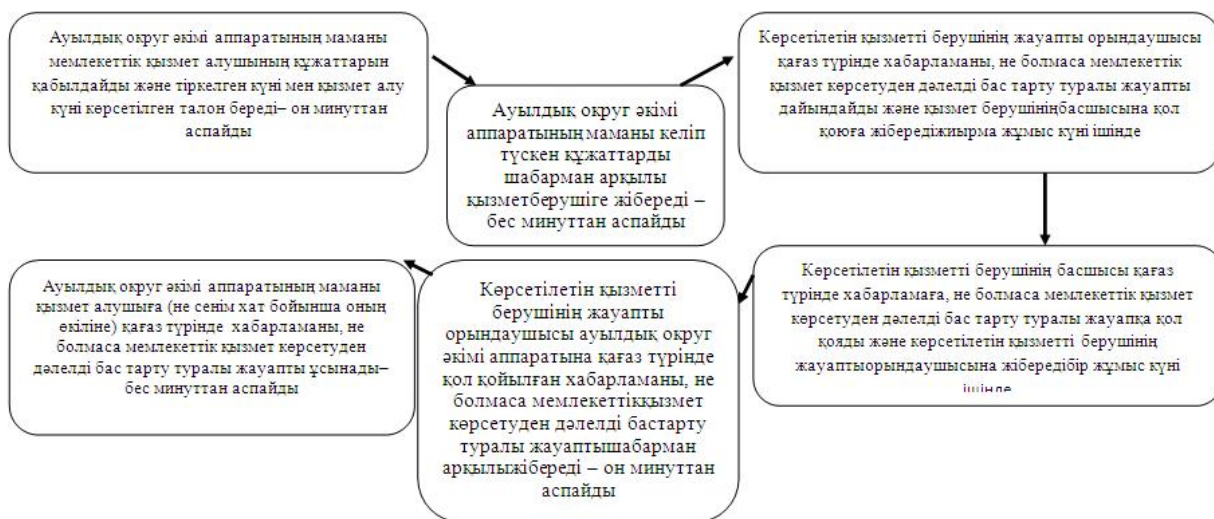 Ауылдық округ әкімі аппаратының маманы
мемлекеттік қызмет алушының құжаттарын
қабылдайды және тіркелген күні мен қызмет алу
күні көрсетілген талон береді– он минуттан
аспайды
Ауылдық округ әкімі
аппаратының маманы келіп
түскен құжаттарды
шабарман арқылы
қызметберушіге жібереді –
бес минуттан аспайды
Көрсетілетін қызметті берушінің жауапты орындаушысы
қағаз түрінде хабарламаны, не болмаса мемлекеттік
қызмет көрсетуден дәлелді бас тарту туралы жауапты
дайындайды және қызмет берушініңбасшысына қол
қоюға жібередіжиырма жұмыс күні ішінде
Көрсетілетін қызметті берушінің басшысы қағаз
түрінде хабарламаға, не болмаса мемлекеттік қызмет
көрсетуден дәлелді бас тарту туралы жауапқа қол
қояды және көрсетілетін қызметті берушінің
жауаптыорындаушысына жібередібір жұмыс күні
ішінде
Көрсетілетін қызметті
берушінің жауапты
орындаушысы ауылдық округ
әкімі аппаратына қағаз түрінде
қол қойылған хабарламаны, не
болмаса мемлекеттікқызмет
көрсетуден дәлелді бастарту
туралы жауаптышабарман
арқылыжібереді – он минуттан
аспайды
Ауылдық округ әкімі аппаратының маманы
қызмет алушыға (не сенім хат бойынша оның
өкіліне) қағаз түрінде хабарламаны, не
болмаса мемлекеттік қызмет көрсетуден
дәлелді бас тарту туралы жауапты ұсынады–
бес минуттан аспайды